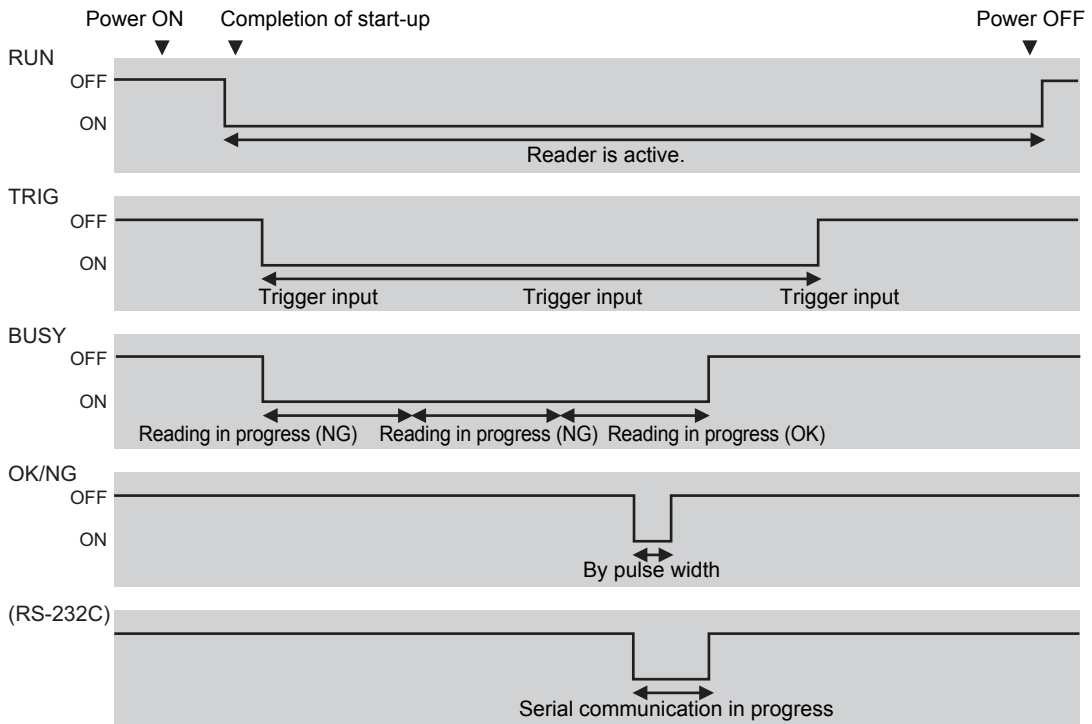 Power ON Completion of start-up Power OFF
RUN
OFF
ON
Reader is active.
TRIG
OFF
ON
Trigger input Trigger input Trigger input
BUSY
OFF
ON
Reading in progress (NG) Reading in progress (NG) Reading in progress (OK)
OK/NG
OFF
ON
By pulse width
(RS-232C)
Serial communication in progress